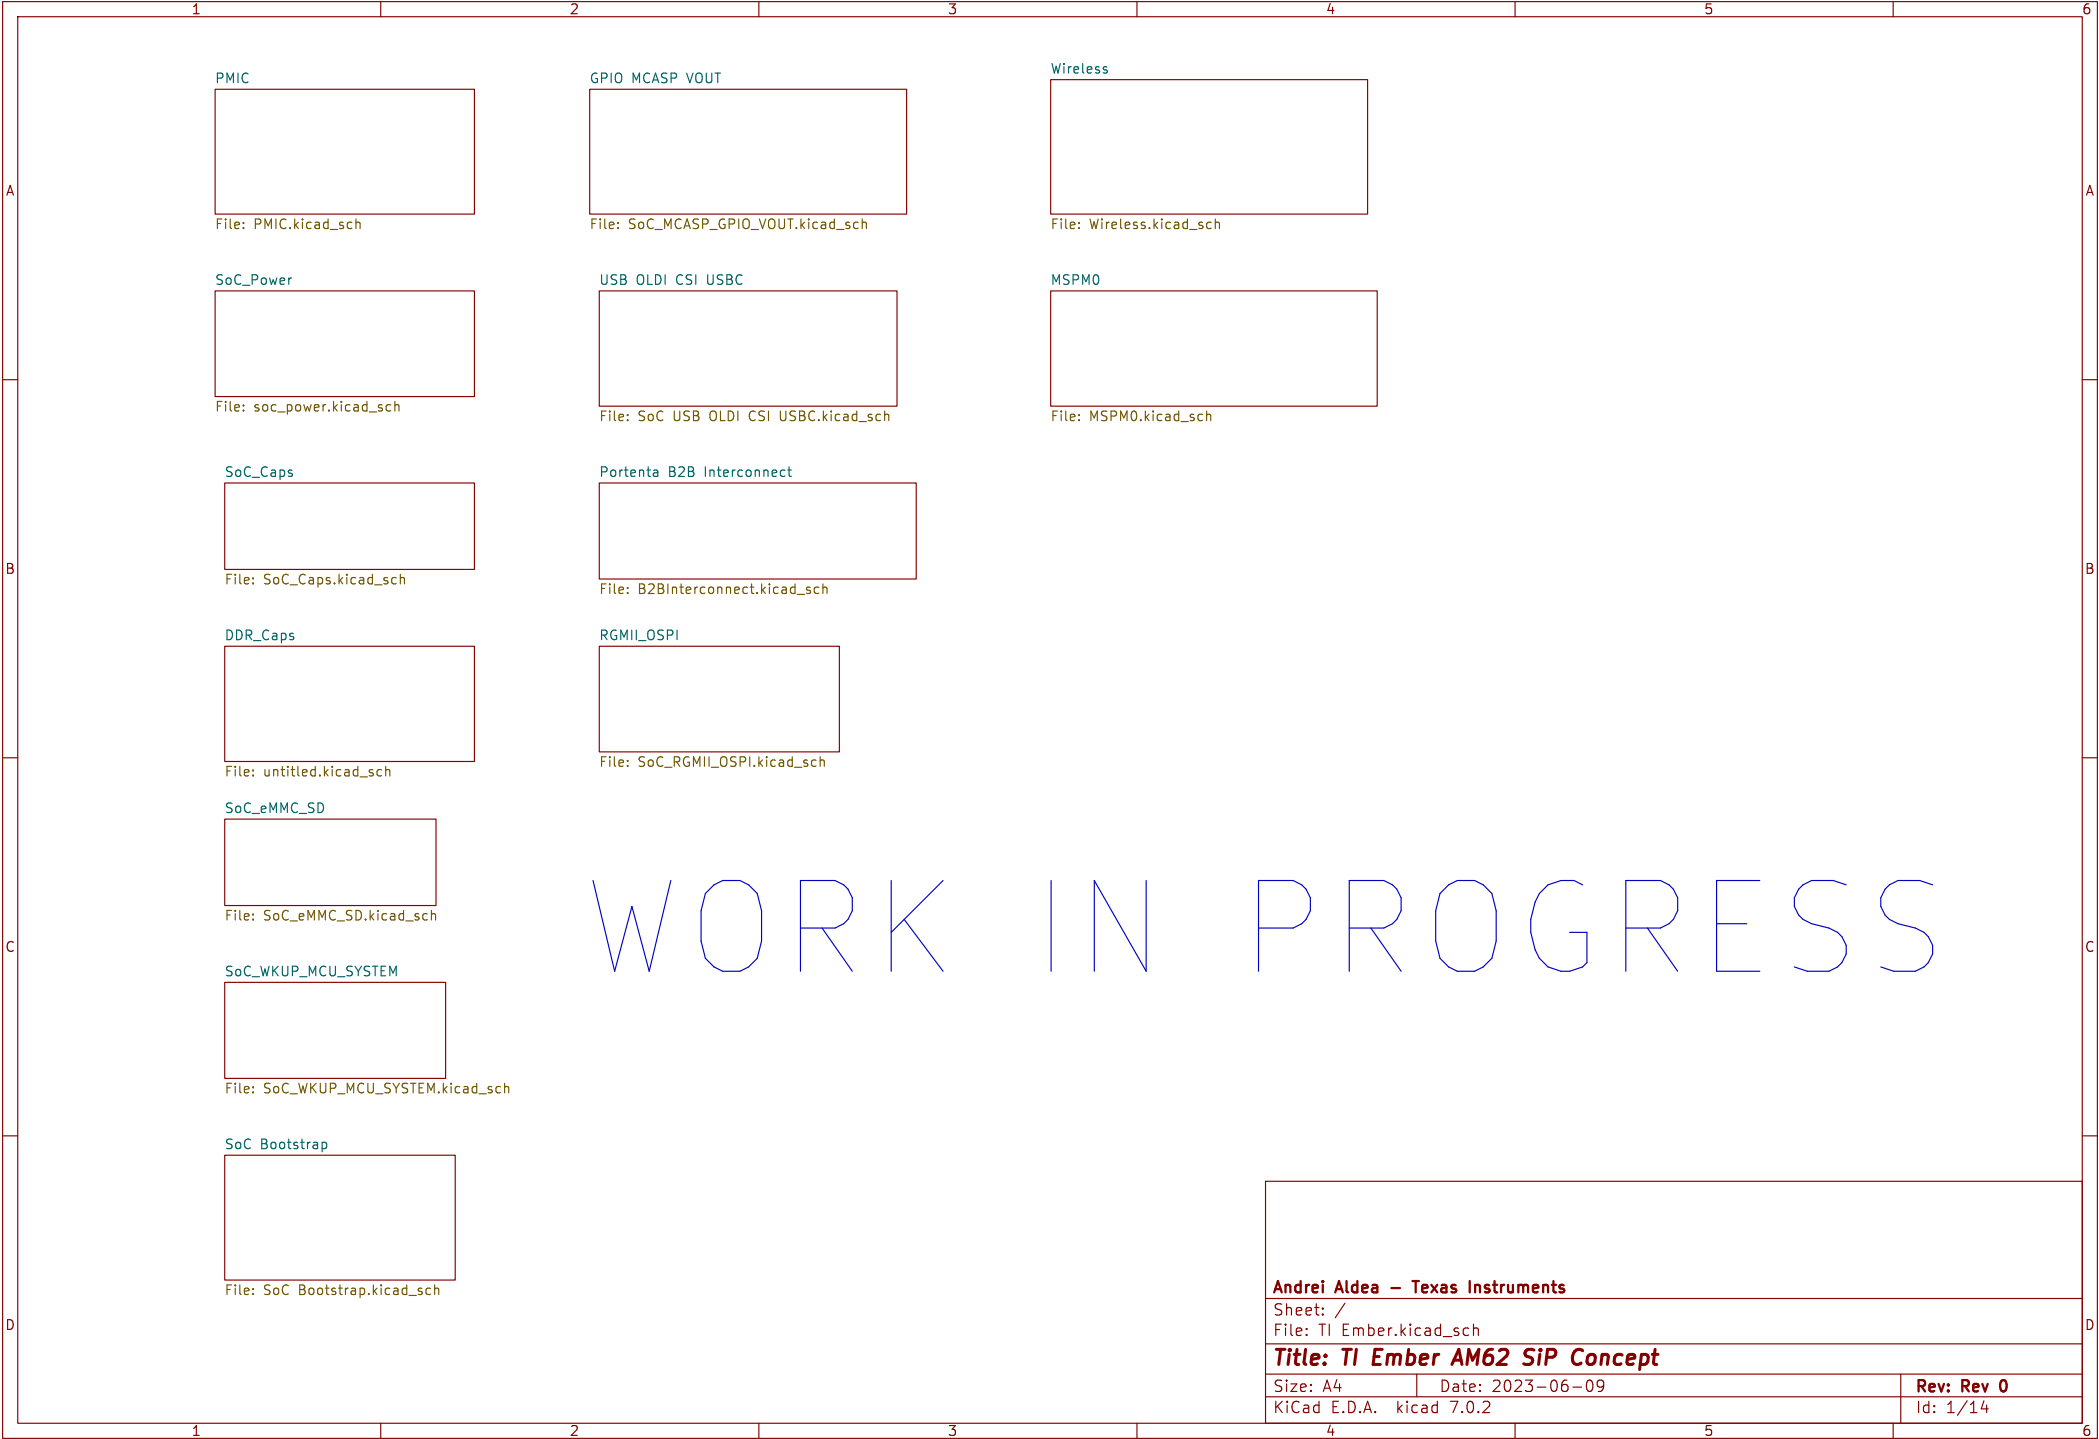 1 2 3 4 5 6
PMIC
File: PMIC.kicad_sch
GPIO MCASP VOUT
File: SoC_MCASP_GPIO_VOUT.kicad_sch
Wireless
File: Wireless.kicad_sch
A A
SoC_Power
File: soc_power.kicad_sch
USB OLDI CSI USBC
File: SoC USB OLDI CSI USBC.kicad_sch
MSPM0
File: MSPM0.kicad_sch
SoC_Caps
File: SoC_Caps.kicad_sch
Portenta B2B Interconnect
File: B2BInterconnect.kicad_sch
B B
DDR_Caps
File: untitled.kicad_sch
RGMII_OSPI
File: SoC_RGMII_OSPI.kicad_sch
SoC_eMMC_SD
File: SoC_eMMC_SD.kicad_sch
WORK IN PROGRESS
C C
SoC_WKUP_MCU_SYSTEM
File: SoC_WKUP_MCU_SYSTEM.kicad_sch
SoC Bootstrap
File: SoC Bootstrap.kicad_sch
Andrei Aldea – Texas Instruments
Sheet: /
File: TI Ember.kicad_sch
D D
Title: TI Ember AM62 SiP Concept
Size: A4 Date: 2023-06-09 Rev: Rev 0
KiCad E.D.A. kicad 7.0.2 Id: 1/14
1 2 3 4 5 6